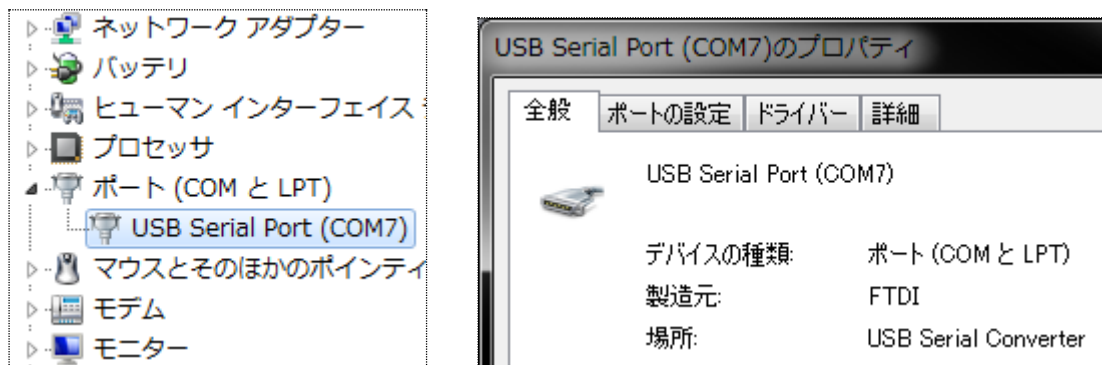 ネットワーク アダプター
バッテリ
ヒューマン インターフェイス
プロセッサ
ポート (COM と LPT)
USB Serial Port (COM7)
マウスとそのほかのポインティ
モデム
モニター
USB Serial Port (COM7)のプロパティ
全般 ポートの設定 ドライバー 詳細
USB Serial Port (COM7)
デバイスの種類: ポート (COM と LPT)
製造元: FTDI
場所: USB Serial Converter